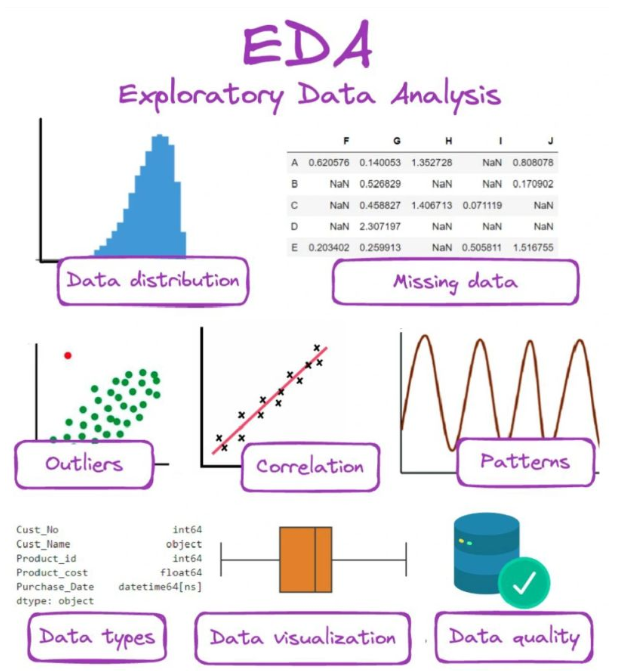 EDA
Exploratory Data Analysis
F G H I J
A 0.620576 0.140053 1.352728 NaN 0.808078
B NaN 0.526829 NaN NaN 0.170902
C NaN 0.458827 1.406713 0.071119 NaN
D NaN 2.307197 NaN NaN NaN
E 0.203402 0.259913 NaN 0.505811 1.516755
Data distribution
Missing data
Outliers
Correlation
Patterns
Cust_No int64
Cust_Name object
Product_id int64
Product_cost float64
Purchase_Date datetime64[ns]
dtype: object
Data types
Data visualization
Data quality